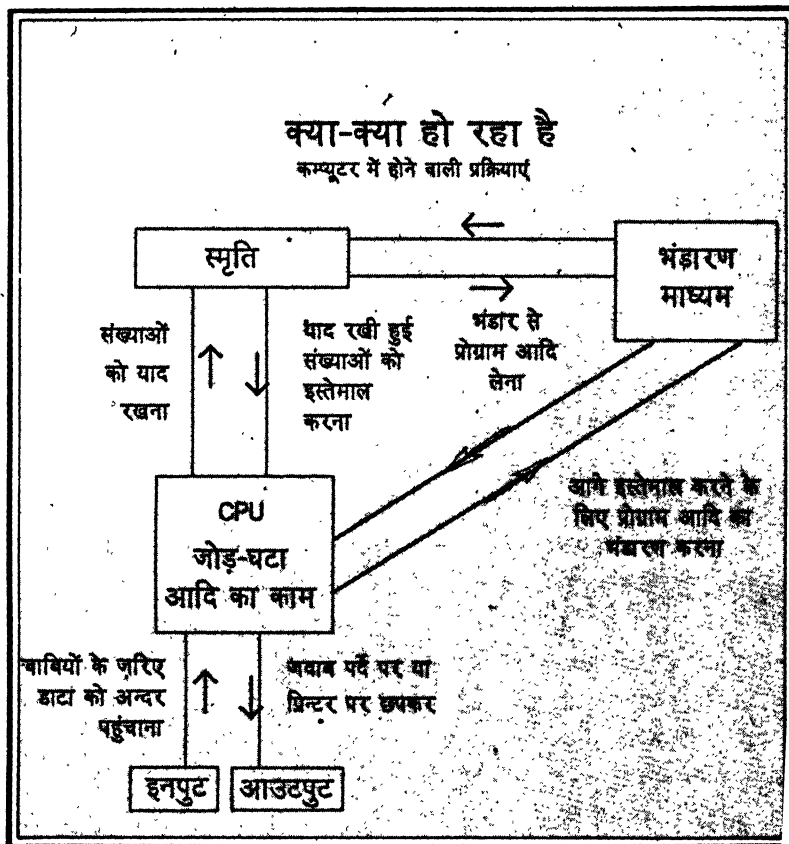 क्या-क्या हो रहा है
कम्प्यूटर में होने वाली प्रक्रियाएं
स्मृति
भंडारण
माध्यम
संख्याओं
को याद
रखना
याद रखी हुई
संख्याओं को
इस्तेमाल
करना
भंडार से
प्रोग्राम आदि
लेना
CPU
जोड़-घटा
आदि का काम
आगे इस्तेमाल करने के
लिए प्रोग्राम आदि का
भंडारण करना
चाबियों के ज़रिए
डाटा को अन्दर
पहुंचाना
जवाब पर्दे पर या
प्रिन्टर पर छपकर
इनपुट
आउटपुट